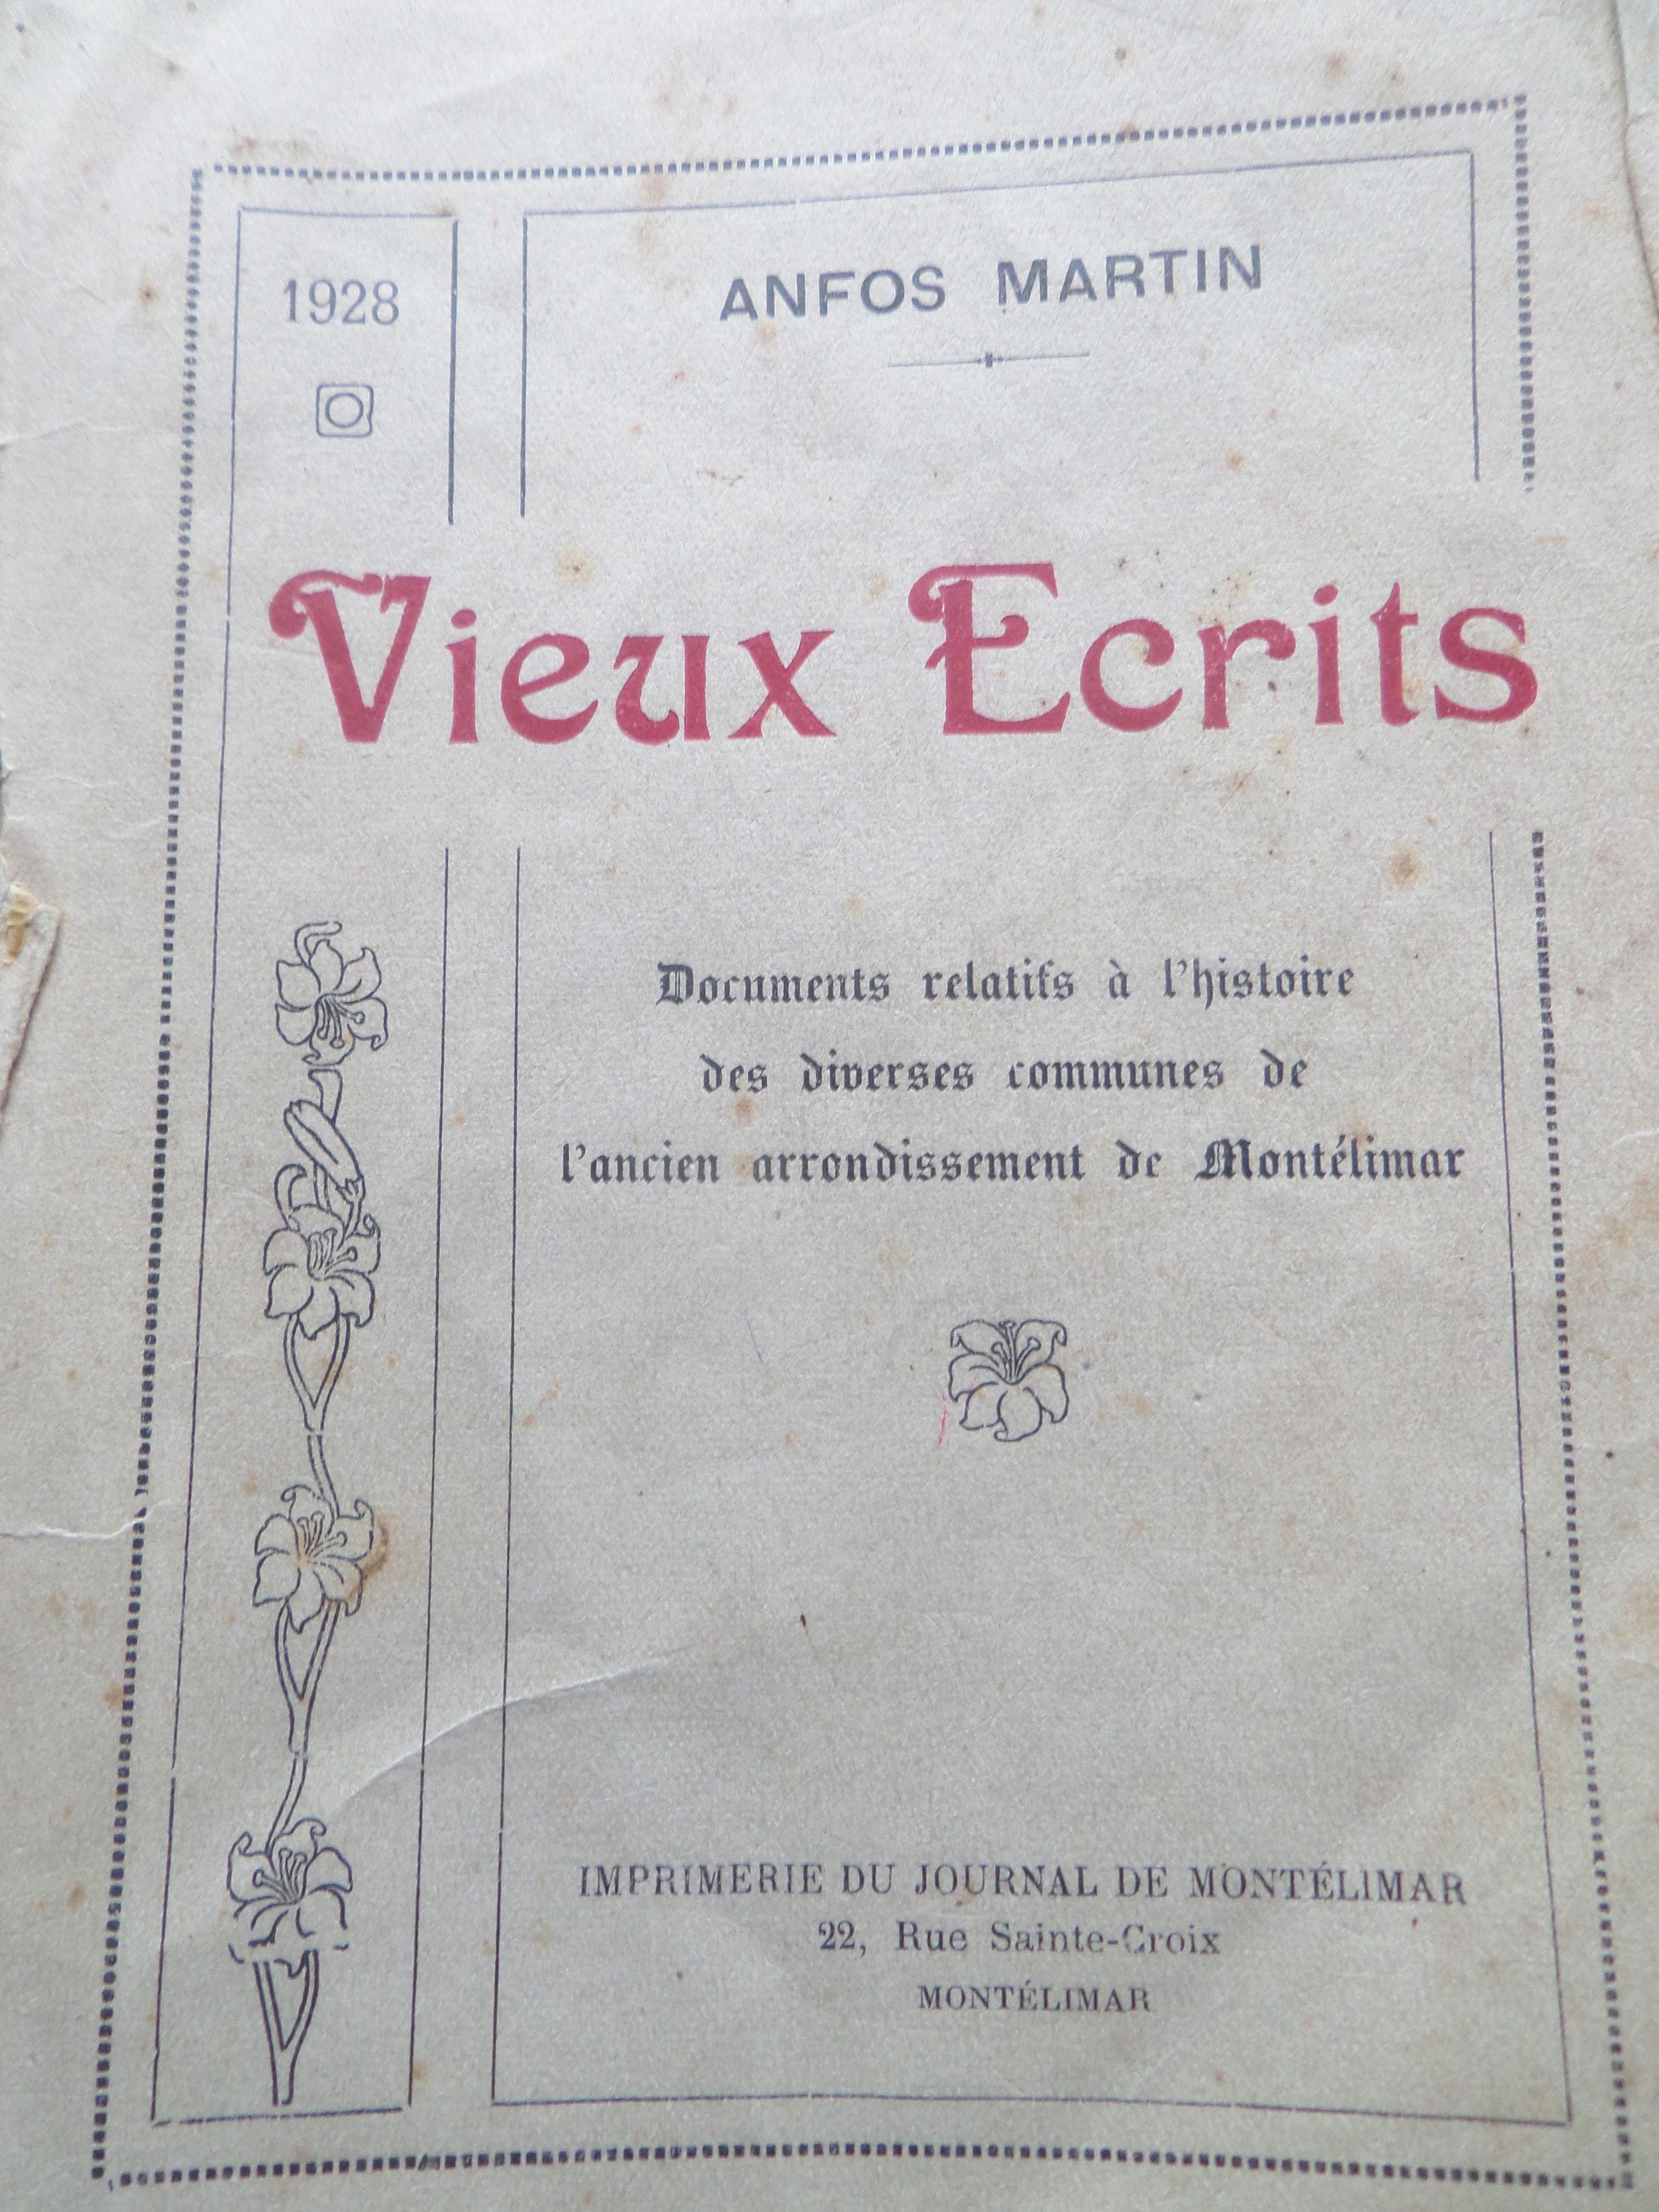 1928
ANFOS MARTIN
Vieux Ecrits
Documents relatifs à l'histoire
des diverses communes de
l'ancien arrondissement de Montélimar
IMPRIMERIE DU JOURNAL DE MONTÉLIMAR
22, Rue Sainte-Croix
MONTÉLIMAR